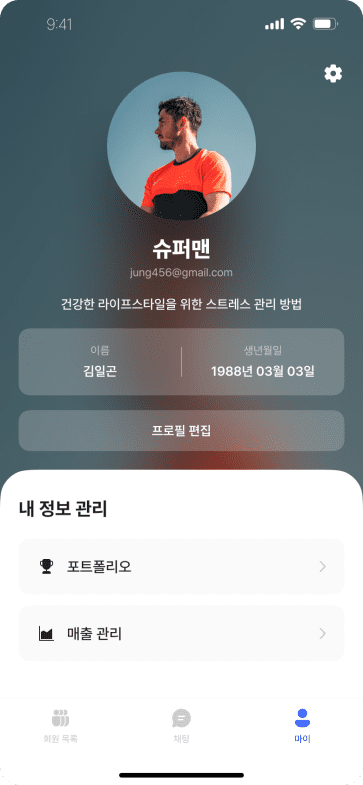 9:41
슈퍼맨
jung456@gmail.com
건강한 라이프스타일을 위한 스트레스 관리 방법
이름
김일곤
생년월일
1988년 03월 03일
프로필 편집
내 정보 관리
포트폴리오
매출 관리
회원 목록
채팅
마이